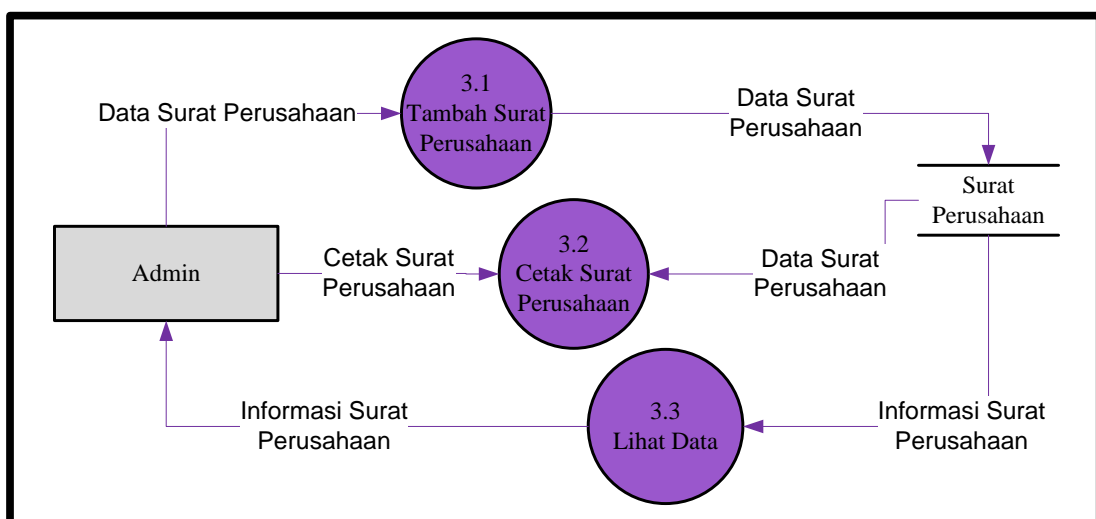 3.1
Tambah Surat
Perusahaan
Data Surat Perusahaan
Data Surat
Perusahaan
Surat
Perusahaan
Admin
Cetak Surat
Perusahaan
3.2
Cetak Surat
Perusahaan
Data Surat
Perusahaan
Informasi Surat
Perusahaan
3.3
Lihat Data
Informasi Surat
Perusahaan